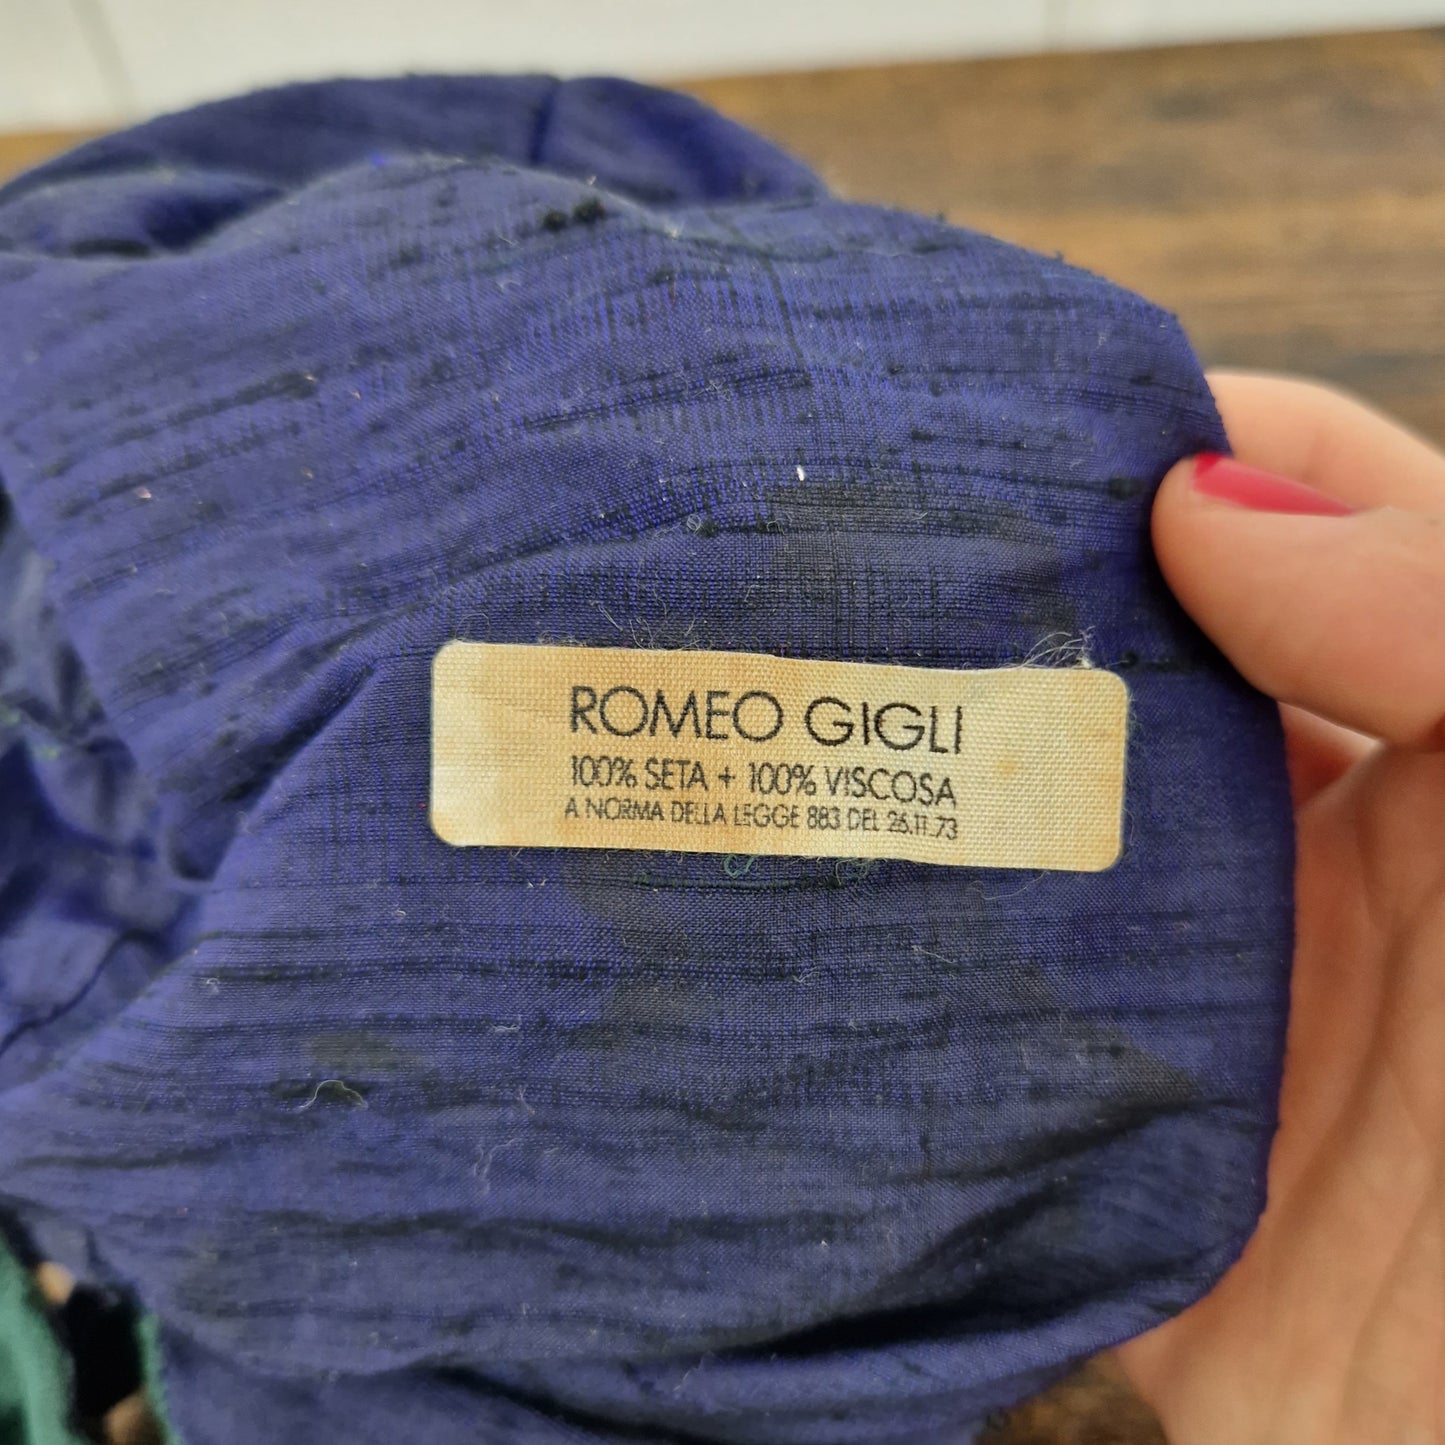 ROMEO GIGLI
100% SETA + 100% VISCOSA
A NORMA DELLA LEGGE 883 DEL 26.11.73